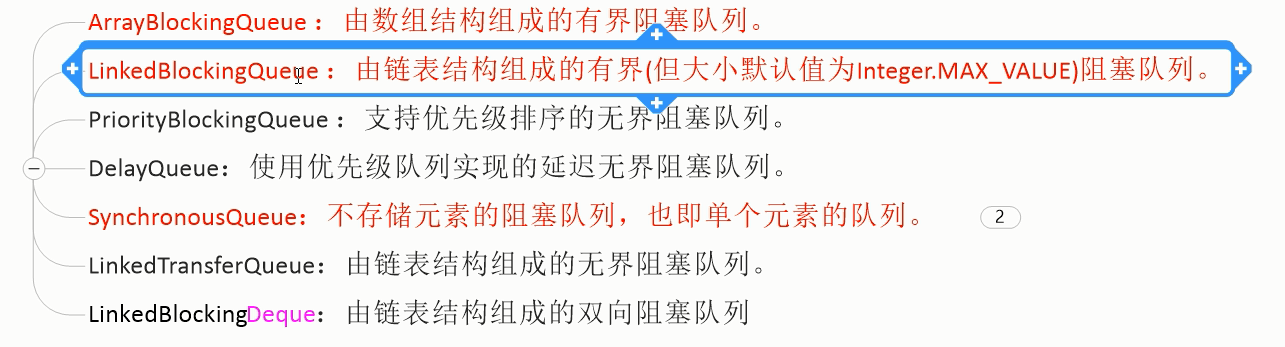 ArrayBlockingQueue：由数组结构组成的有界阻塞队列。
LinkedBlockingQueue：由链表结构组成的有界(但大小默认值为Integer.MAX_VALUE)阻塞队列。
PriorityBlockingQueue：支持优先级排序的无界阻塞队列。
DelayQueue：使用优先级队列实现的延迟无界阻塞队列。
SynchronousQueue：不存储元素的阻塞队列，也即单个元素的队列。 2
LinkedTransferQueue：由链表结构组成的无界阻塞队列。
LinkedBlockingDeque：由链表结构组成的双向阻塞队列